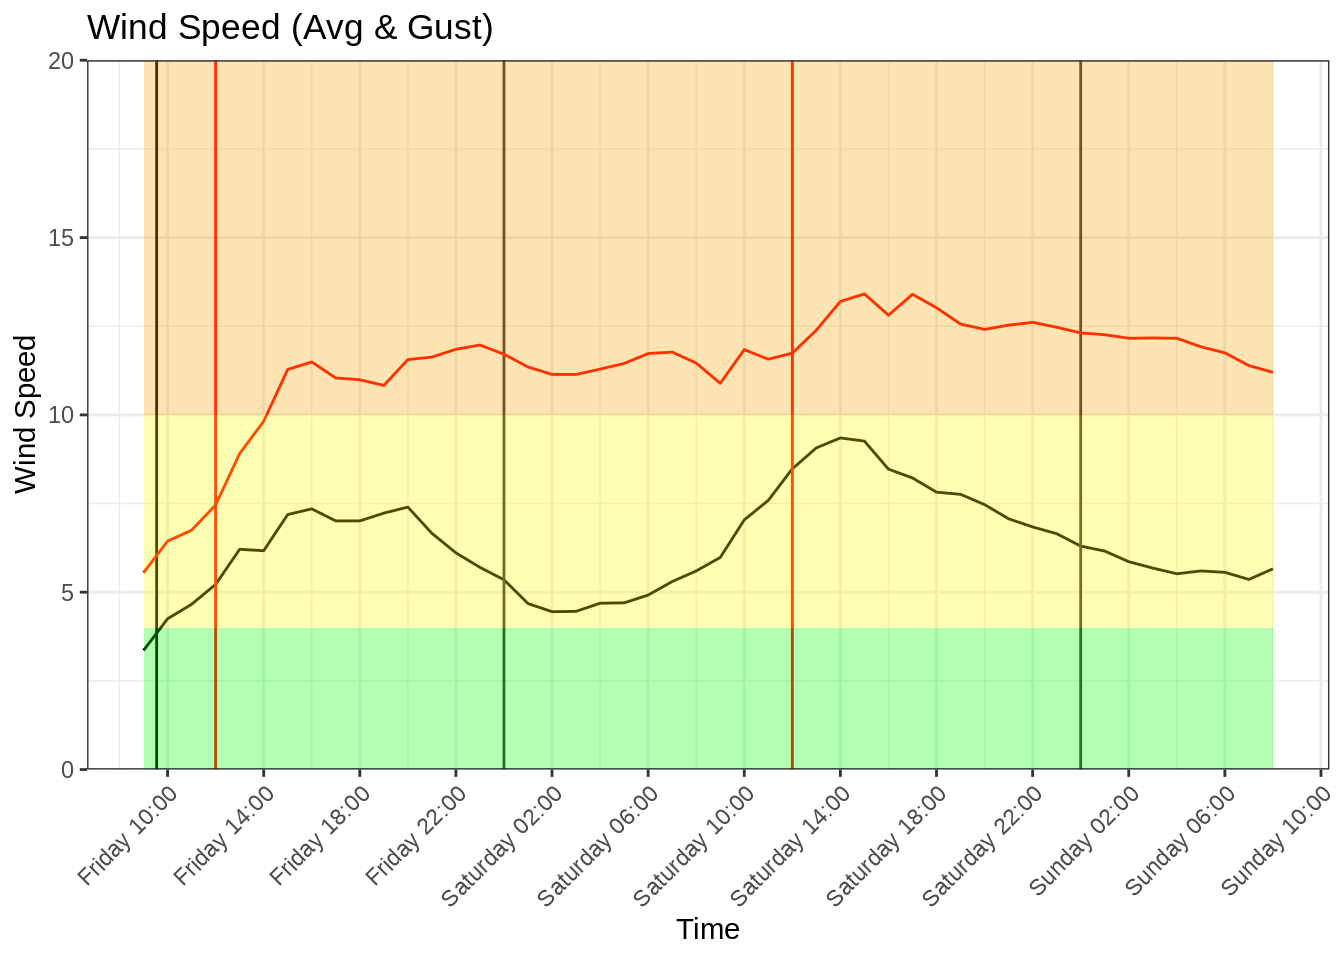 Wind Speed (Avg & Gust)
Wind Speed
20
15
10
5
0
Friday 10:00
Friday 14:00
Friday 18:00
Friday 22:00
Saturday 02:00
Saturday 06:00
Saturday 10:00
Saturday 14:00
Saturday 18:00
Saturday 22:00
Sunday 02:00
Sunday 06:00
Sunday 10:00
Time